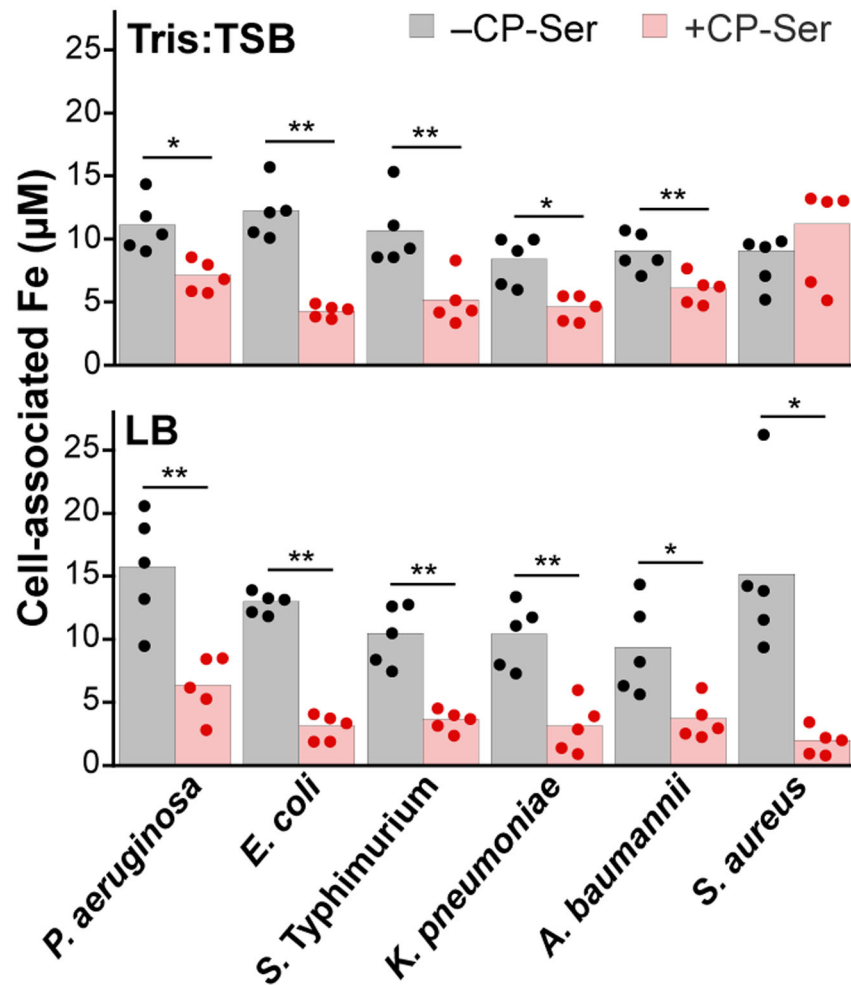 Tris:TSB
–CP-Ser
+CP-Ser
Cell-associated Fe (µM)
25
20
15
10
5
0
*
**
**
*
**
LB
25
20
15
10
5
0
**
**
**
**
*
*
P. aeruginosa
E. coli
S. Typhimurium
K. pneumoniae
A. baumannii
S. aureus